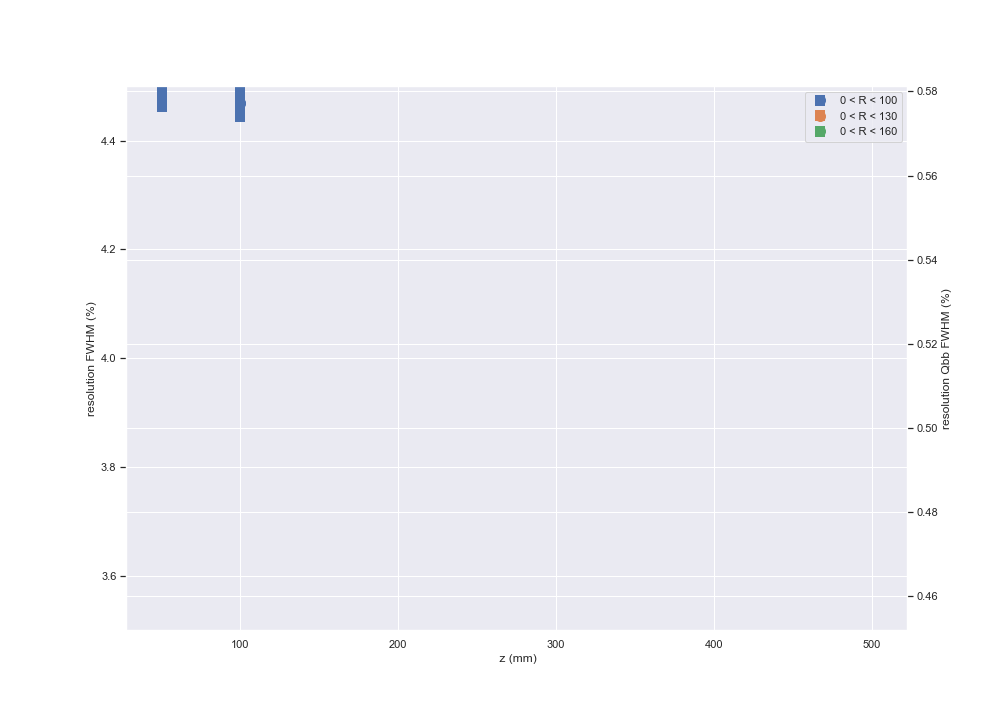 0 < R < 100
0 < R < 130
0 < R < 160
4.4
4.2
4.0
3.8
3.6
resolution FWHM (%)
0.58
0.56
0.54
0.52
0.50
0.48
0.46
resolution Qbb FWHM (%)
100 200 300 400 500
z (mm)